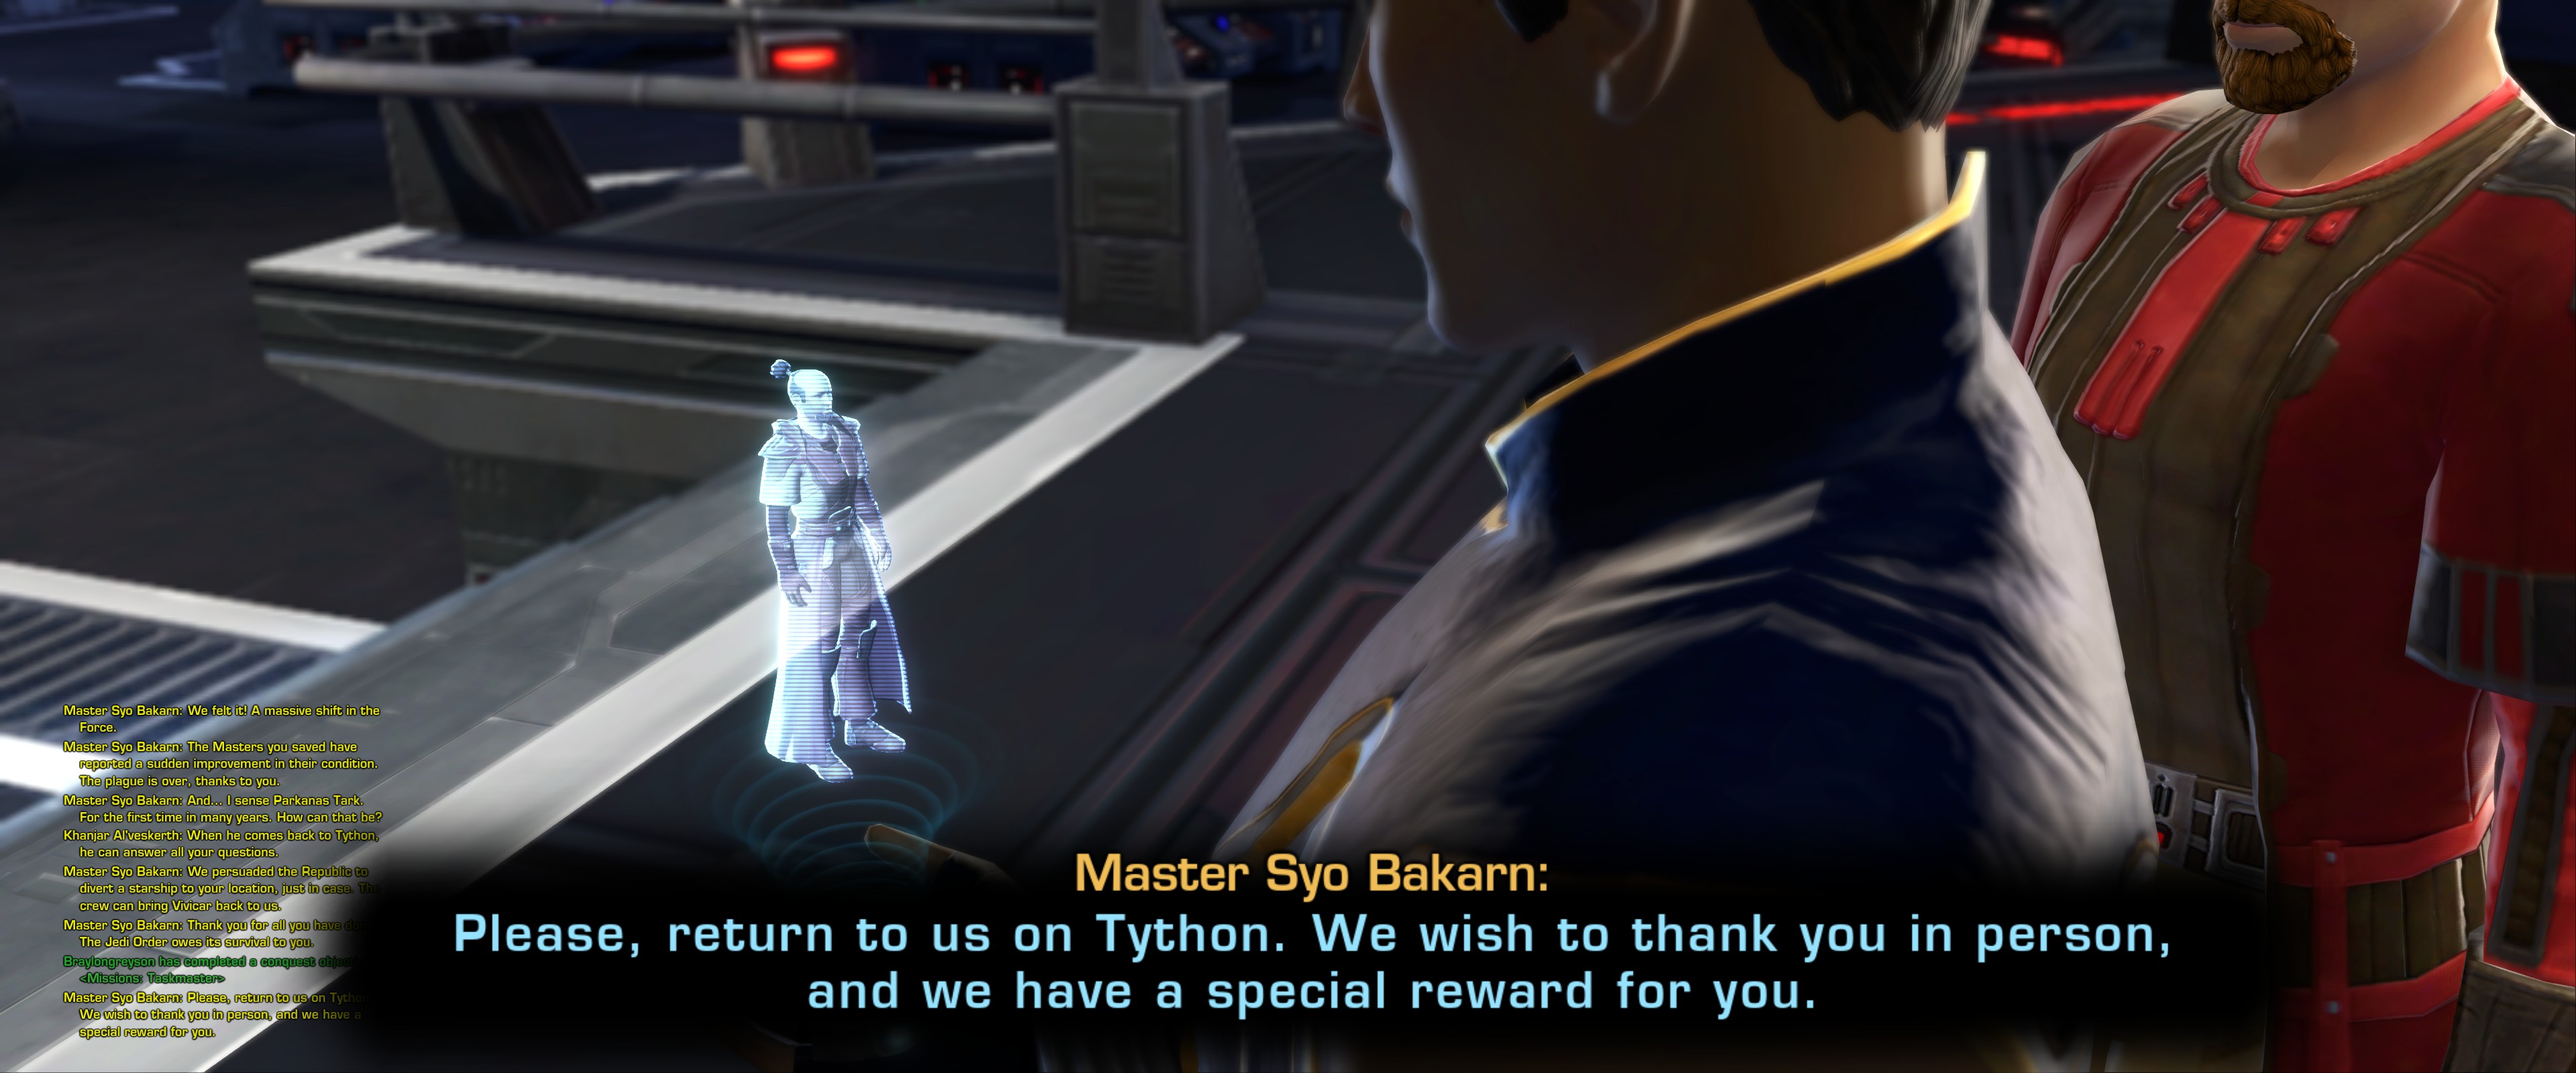 Master Syo Bakarn: We felt it! A massive shift in the
Force.
Master Syo Bakarn: The Masters you saved have
reported a sudden improvement in their condition.
The plague is over, thanks to you.
Master Syo Bakarn: And... I sense Parkanas Tark.
For the first time in many years. How can that be?
Khanjar Al'veskerth: When he comes back to Tython,
he can answer all your questions.
Master Syo Bakarn: We persuaded the Republic to
divert a starship to your location, just in case. The
crew can bring Vivicar back to us.
Master Syo Bakarn: Thank you for all you have
The Jedi Order owes its survival to you.
Braylongreyson has completed a conquest
<Missions: Taskmaster>
Master Syo Bakarn: Please, return to us on Tython.
We wish to thank you in person, and we have a
special reward for you.
Master Syo Bakarn:
Please, return to us on Tython. We wish to thank you in person,
and we have a special reward for you.